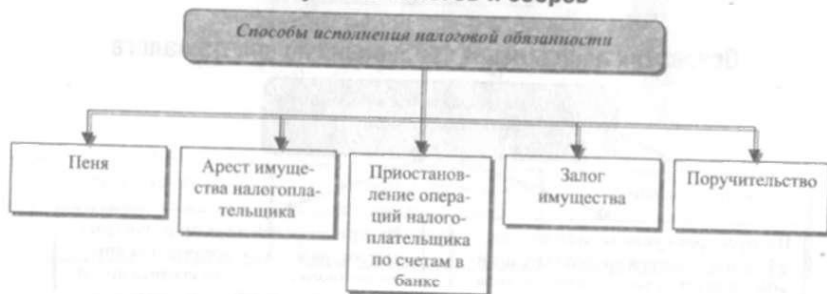 Способы исполнения налоговой обязанности
Пеня
Арест имуще-
ства налогопла-
тельщика
Приостанов-
ление опера-
ций налого-
плательщика
по счетам в
банке
Залог
имущества
Поручительство